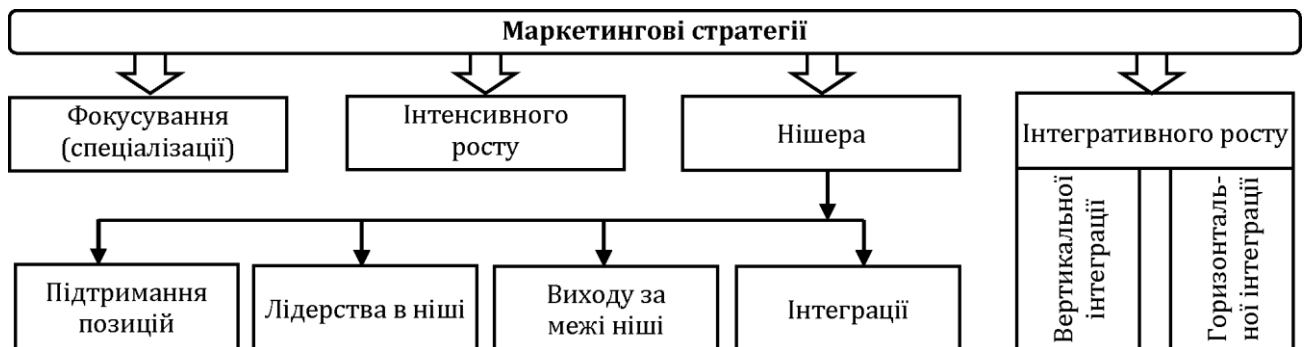 Маркетингові стратегії
Фокусування
(спеціалізації)
Інтенсивного
росту
Нішера
Інтегративного росту
Підтримання
позицій
Лідерства в ніші
Виходу за
межі ніші
Інтеграції
Вертикальної
інтеграції
Горизонталь-
ної інтеграції